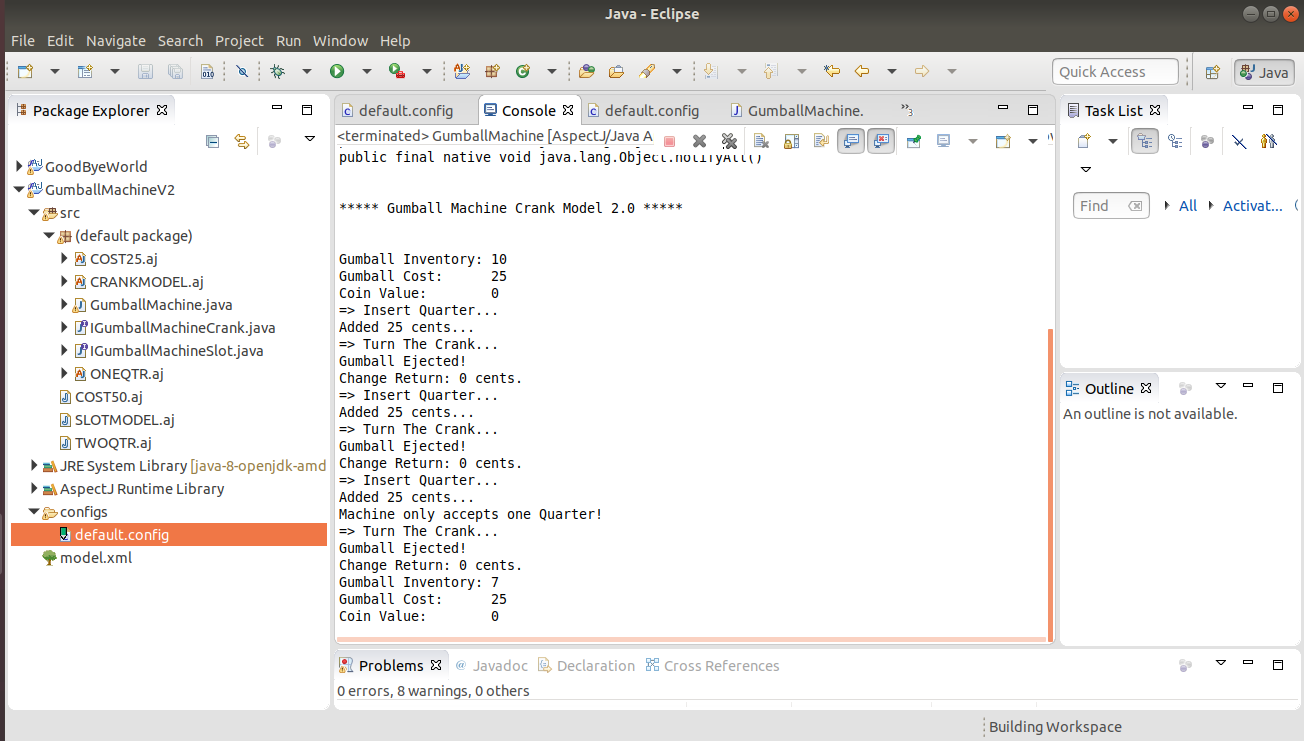 Java - Eclipse
File Edit Navigate Search Project Run Window Help
Quick Access
Java
Package Explorer
GoodByeWorld
GumballMachineV2
src
(default package)
COST25.aj
CRANKMODEL.aj
GumballMachine.java
IGumballMachineCrank.java
IGumballMachineSlot.java
ONEQTR.aj
COST50.aj
SLOTMODEL.aj
TWOQTR.aj
JRE System Library [java-8-openjdk-amd
AspectJ Runtime Library
configs
default.config
model.xml
default.config Console default.config GumballMachine. »3
<terminated> GumballMachine [AspectJ/Java A
public final native void java.lang.Object.notifyAll()
***** Gumball Machine Crank Model 2.0 *****
Gumball Inventory: 10
Gumball Cost: 25
Coin Value: 0
=> Insert Quarter...
Added 25 cents...
=> Turn The Crank...
Gumball Ejected!
Change Return: 0 cents.
=> Insert Quarter...
Added 25 cents...
=> Turn The Crank...
Gumball Ejected!
Change Return: 0 cents.
=> Insert Quarter...
Added 25 cents...
Machine only accepts one Quarter!
=> Turn The Crank...
Gumball Ejected!
Change Return: 0 cents.
Gumball Inventory: 7
Gumball Cost: 25
Coin Value: 0
Task List
Find All Activat...
Outline
An outline is not available.
Problems @ Javadoc Declaration Cross References
0 errors, 8 warnings, 0 others
Building Workspace